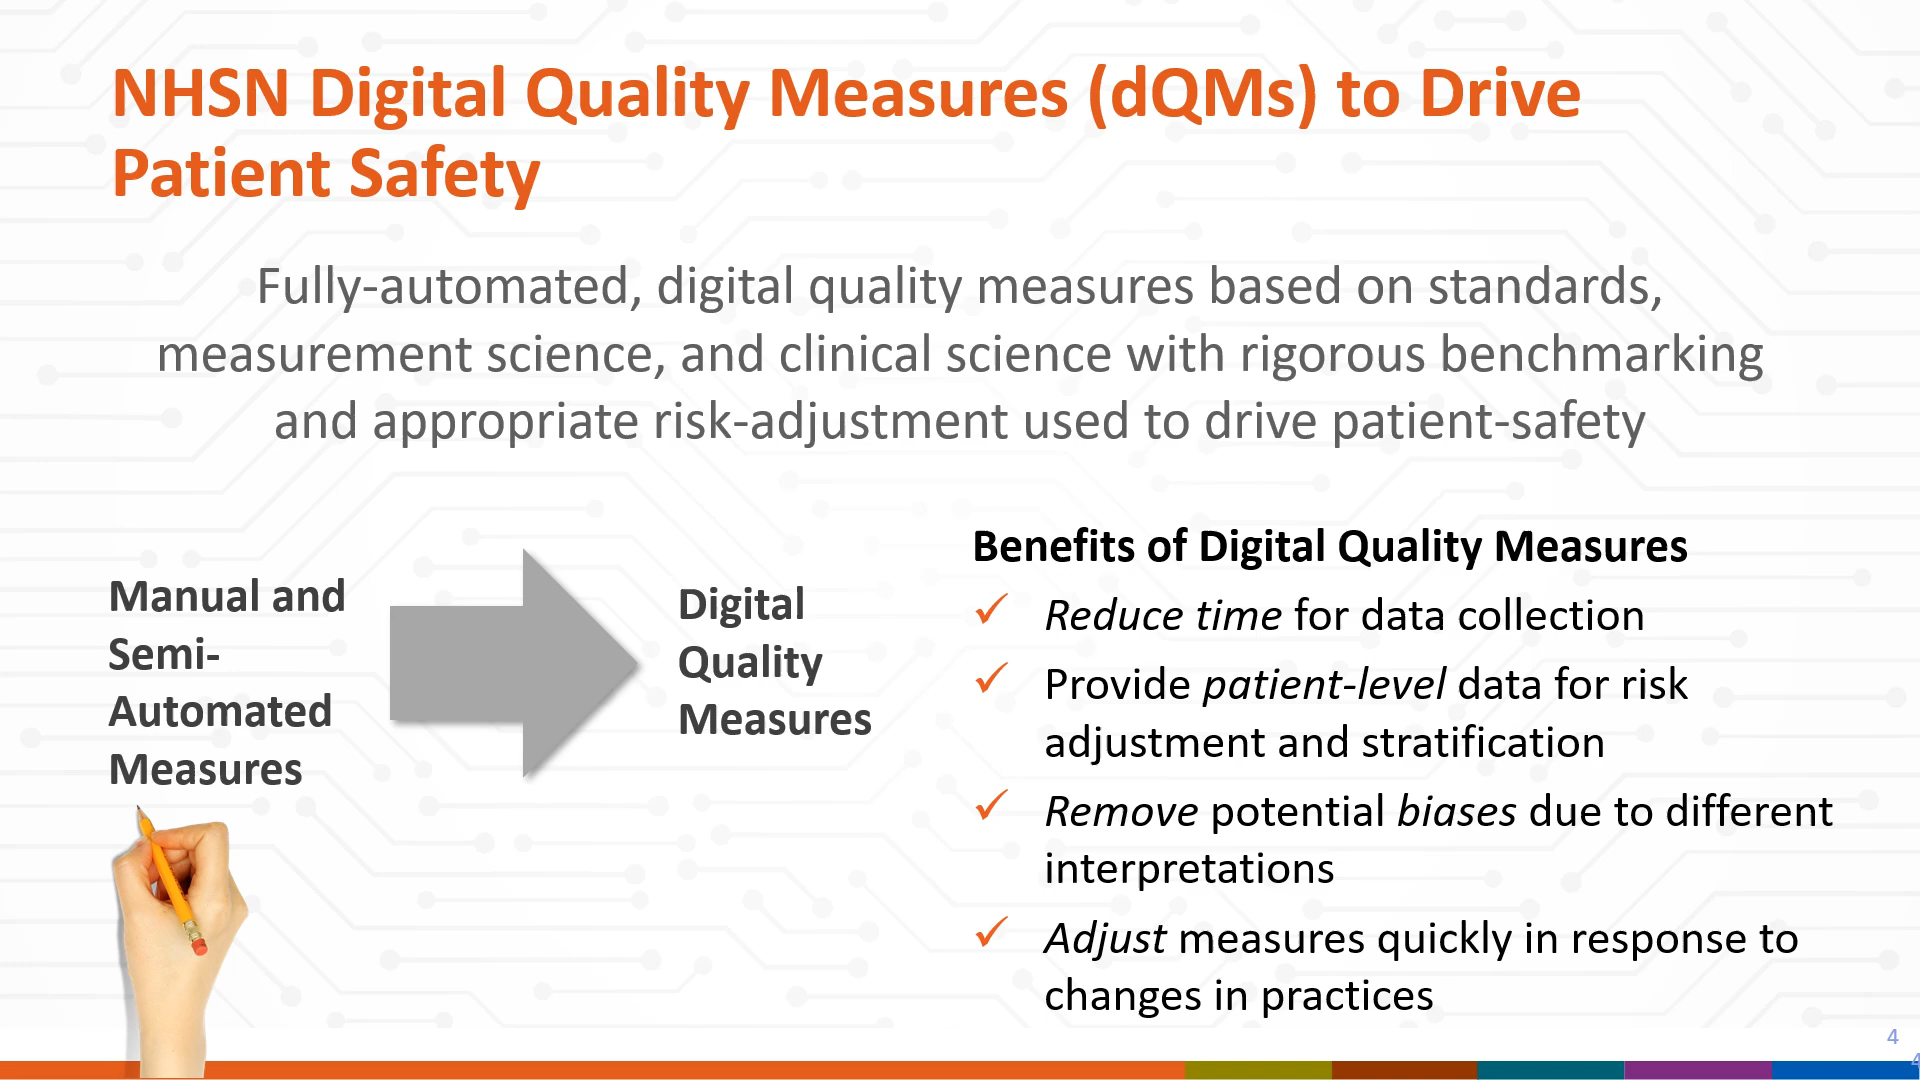 NHSN Digital Quality Measures (dQMs) to Drive
Patient Safety
Fully-automated, digital quality measures based on standards,
measurement science, and clinical science with rigorous benchmarking
and appropriate risk-adjustment used to drive patient-safety
Manual and
Semi-
Automated
Measures
Digital
Quality
Measures
Benefits of Digital Quality Measures
✓ Reduce time for data collection
✓ Provide patient-level data for risk
adjustment and stratification
✓ Remove potential biases due to different
interpretations
✓ Adjust measures quickly in response to
changes in practices
4
4